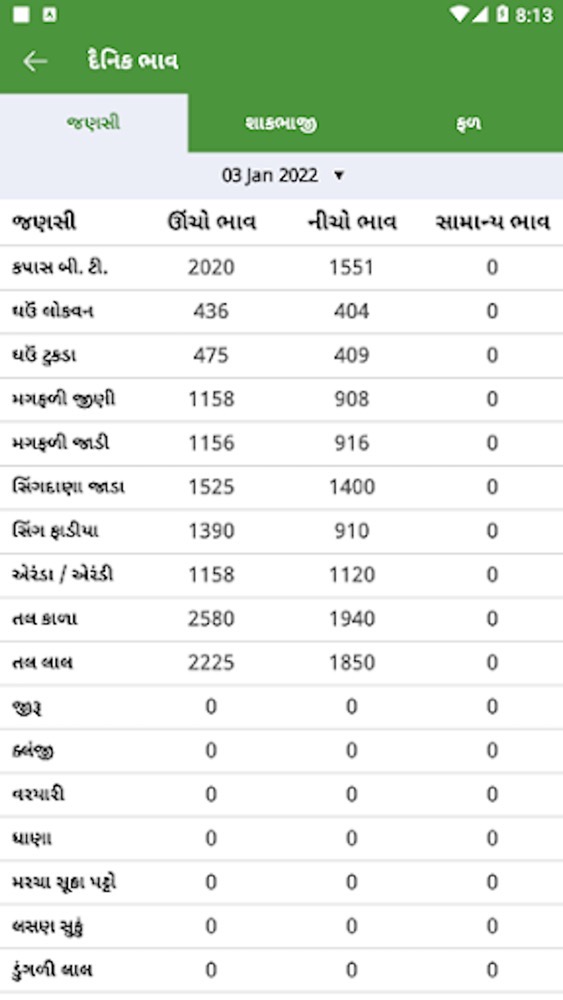 8:13
દૈનિક ભાવ
જણસી શાકભાજી ફળ
03 Jan 2022
જણસી ઊંચો ભાવ નીચો ભાવ સામાન્ય ભાવ
કપાસ બી. ટી. 2020 1551 0
ઘઉં લોકવન 436 404 0
ઘઉં ટુકડા 475 409 0
મગફળી જીણી 1158 908 0
મગફળી જાડી 1156 916 0
સિંગદાણા જાડા 1525 1400 0
સિંગ ફાડીયા 1390 910 0
એરંડા / એરંડી 1158 1120 0
તલ કાળા 2580 1940 0
તલ લાલ 2225 1850 0
જીરૂ 0 0 0
ક્લંજી 0 0 0
વરયારી 0 0 0
ધાણા 0 0 0
મરચા સૂકા પટ્ટો 0 0 0
લસણ સુકું 0 0 0
ડુંગળી લાલ 0 0 0